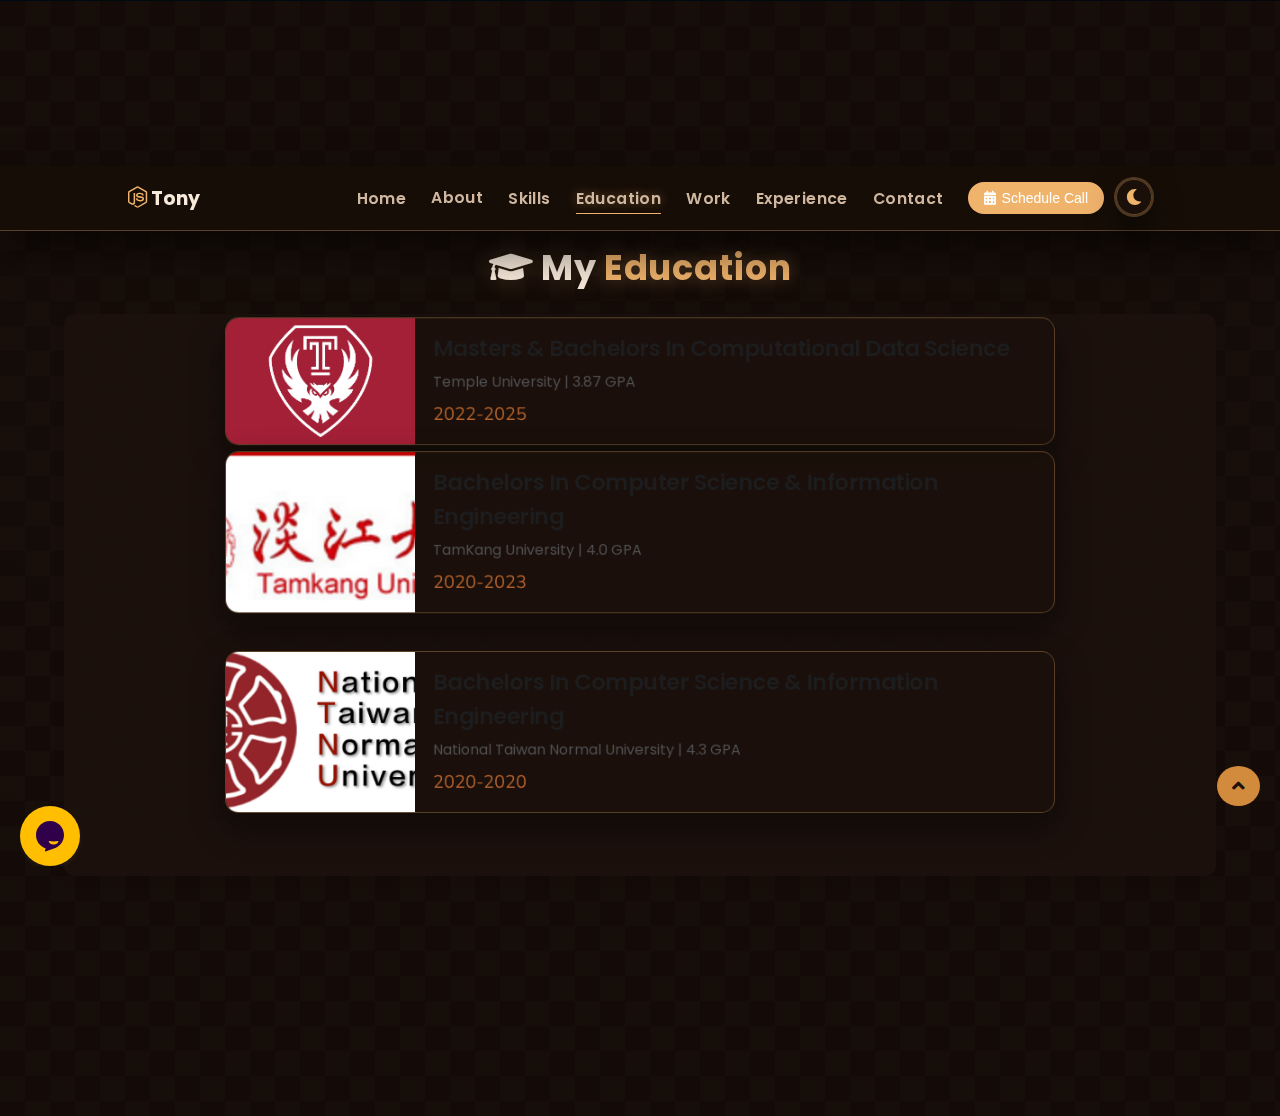 Tony
Home About Skills Education Work Experience Contact Schedule Call
My Education
T
Masters & Bachelors In Computational Data Science
Temple University | 3.87 GPA
2022-2025
淡江
Tamkang Uni
Bachelors In Computer Science & Information
Engineering
TamKang University | 4.0 GPA
2020-2023
Nation
Taiwan
Norma
Univer
Bachelors In Computer Science & Information
Engineering
National Taiwan Normal University | 4.3 GPA
2020-2020